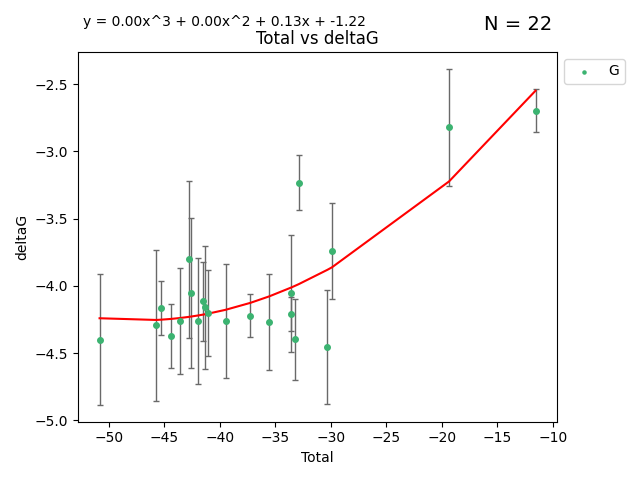 y = 0.00x^3 + 0.00x^2 + 0.13x + -1.22
N = 22
Total vs deltaG
G
−2.5
−3.0
−3.5
−4.0
−4.5
−5.0
deltaG
−50 −45 −40 −35 −30 −25 −20 −15 −10
Total